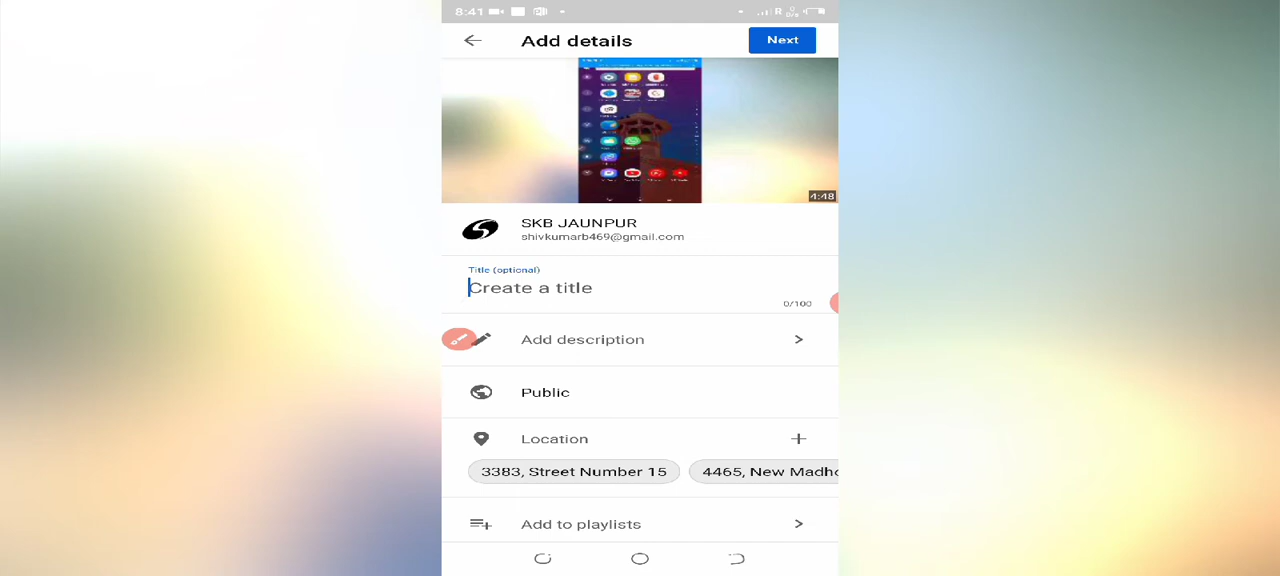 8:41
R
Add details
Next
4:48
SKB JAUNPUR
shivkumarb469@gmail.com
Title (optional)
Create a title
0/100
Add description
Public
Location
3383, Street Number 15
4465, New Madho
Add to playlists